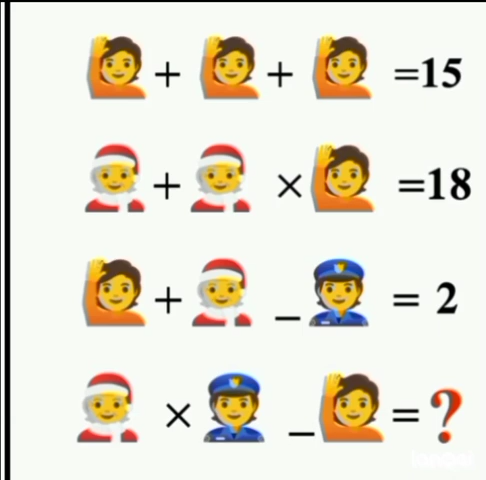 🙋 + 🙋 + 🙋 =15
🎅 + 🎅 × 🙋 =18
🙋 + 🎅 _ 👮 = 2
🎅 × 👮 _ 🙋 = ?